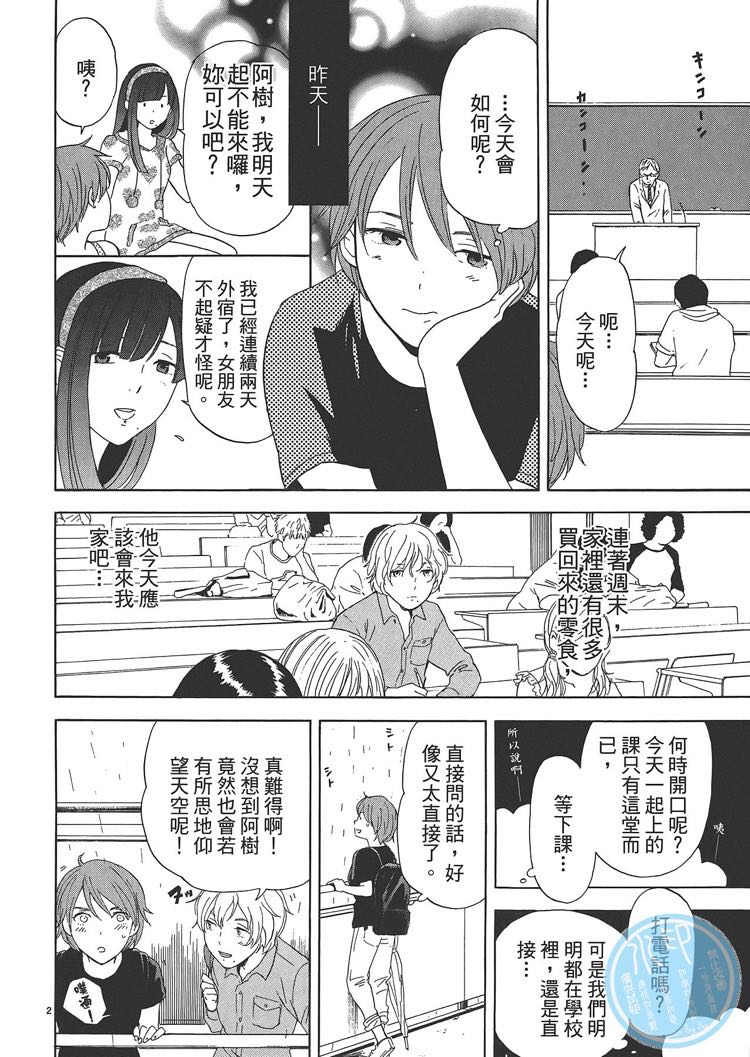 キンコーン
キンコーン
呃…
今天呢…
…今天會
如何呢?
昨天——
阿樹,我明天
起不能來囉,
妳可以吧?
咦?
我已經連續兩天
外宿了,女朋友
不起疑才怪呢。
連著週末,
家裡還有很多
買回來的零食,
他今天應
該會來我
家吧…
何時開口呢?
今天一起上的
課只有這堂而
已,
等下課…
所以說啊——
咦
打電話嗎?
可是我們明
明都在學校
裡,還是直
接…
直接問的話,好
像又太直接了。
シト
シト
真難得啊!
沒想到阿樹
竟然也會若
有所思地仰
望天空呢!
噗通!
2